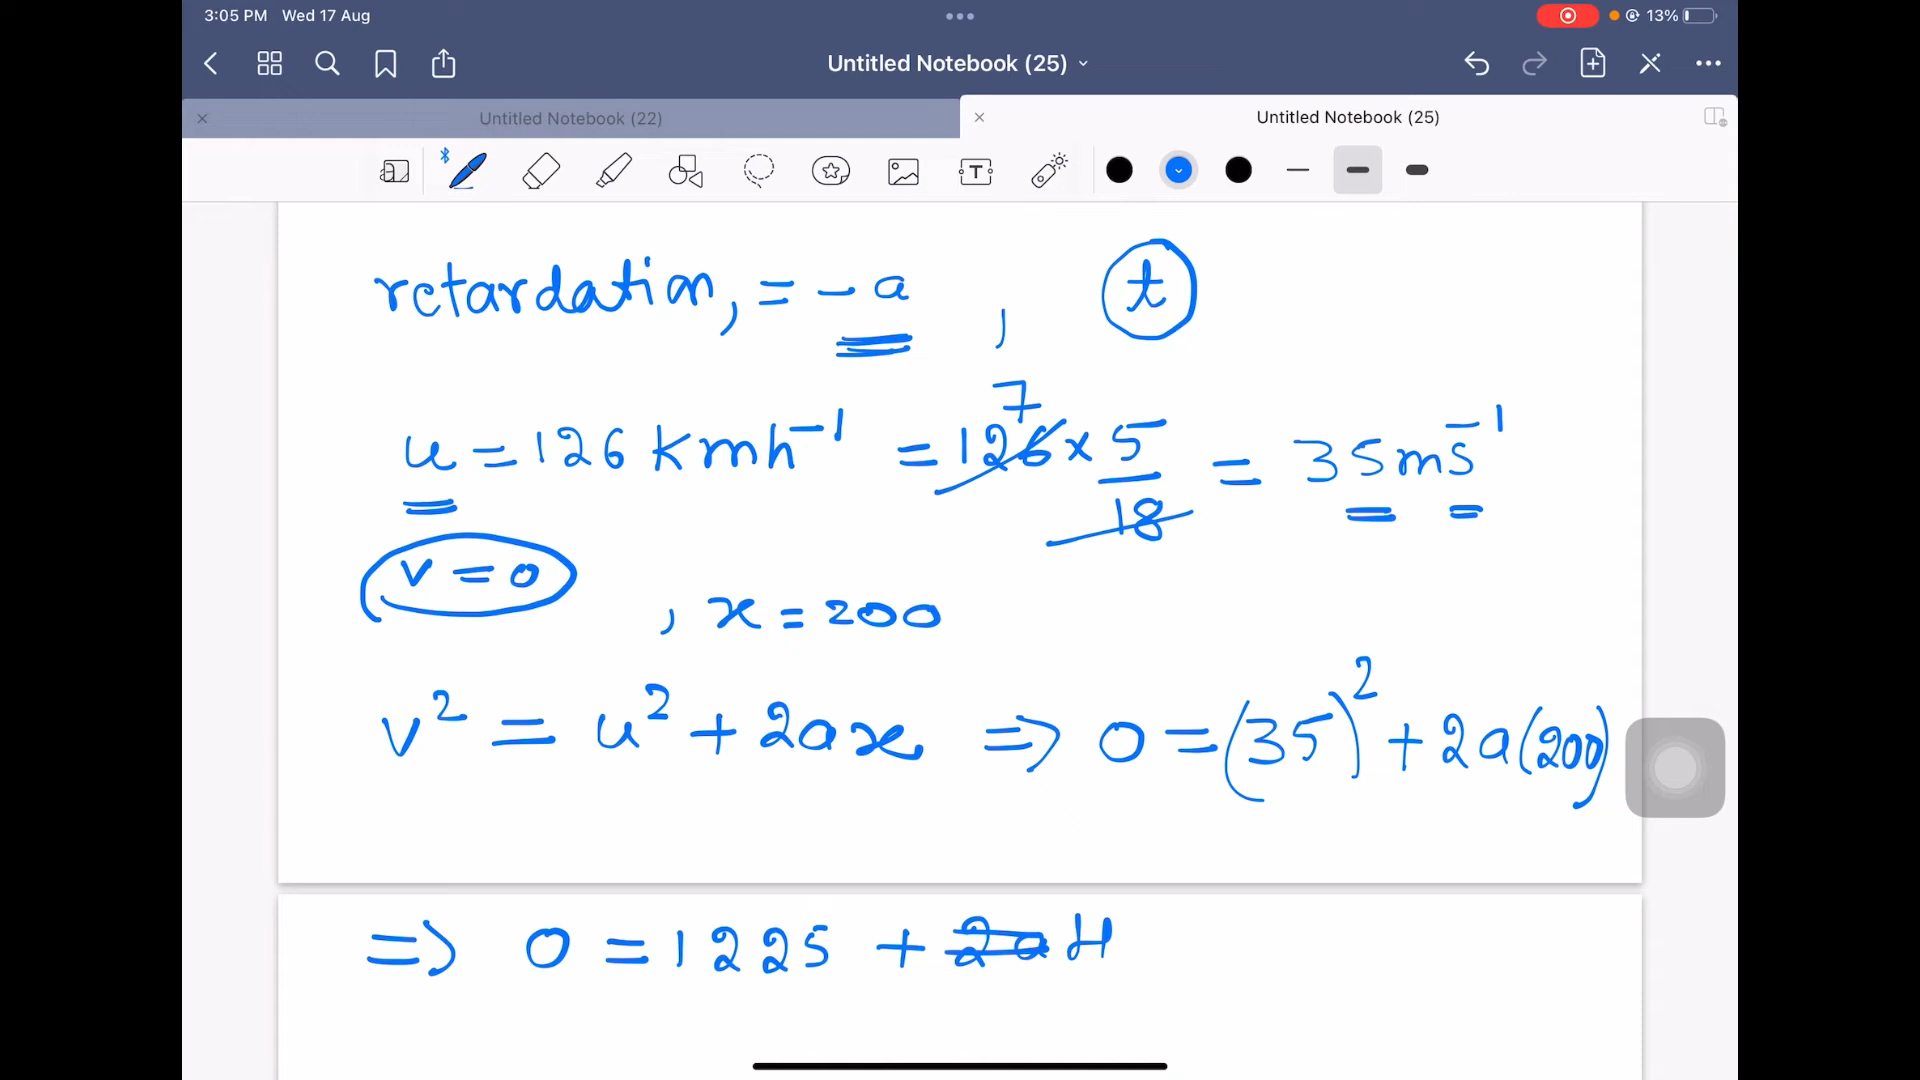 3:05 PM Wed 17 Aug
13%
Untitled Notebook (25)
Untitled Notebook (22)
Untitled Notebook (25)
retardation, = - a , t
7
u = 126 kmh⁻¹ = 126 x 5 = 35 ms⁻¹
18
v = 0
, x = 200
v² = u² + 2ax => 0 = (35)² + 2a(200)
=> 0 = 1225 + 2a